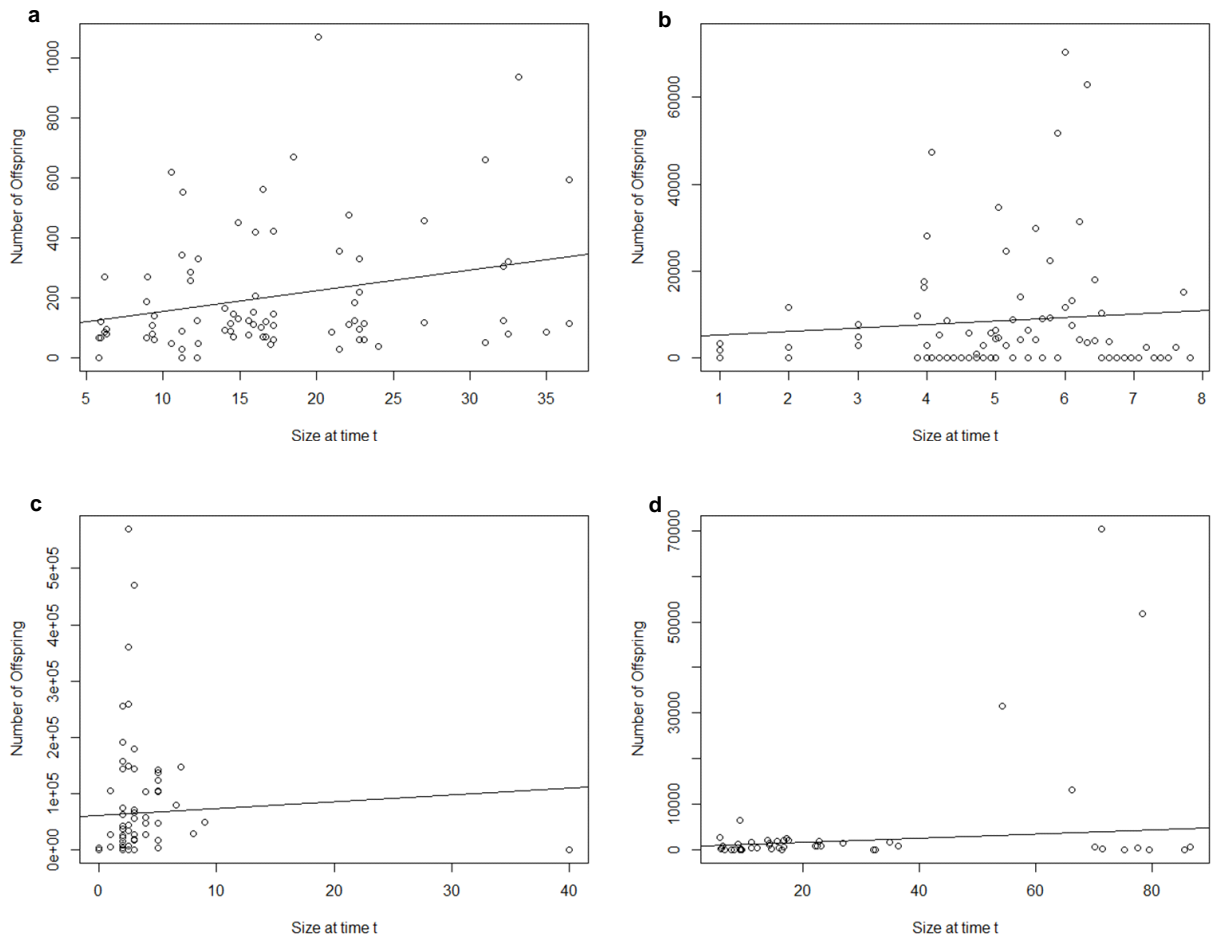 a
Number of Offspring
0 200 400 600 800 1000
5 10 15 20 25 30 35
Size at time t
b
Number of Offspring
0 20000 40000 60000
1 2 3 4 5 6 7 8
Size at time t
c
Number of Offspring
0e+00 1e+05 2e+05 3e+05 4e+05 5e+05
0 10 20 30 40
Size at time t
d
Number of Offspring
0 10000 30000 50000 70000
20 40 60 80
Size at time t